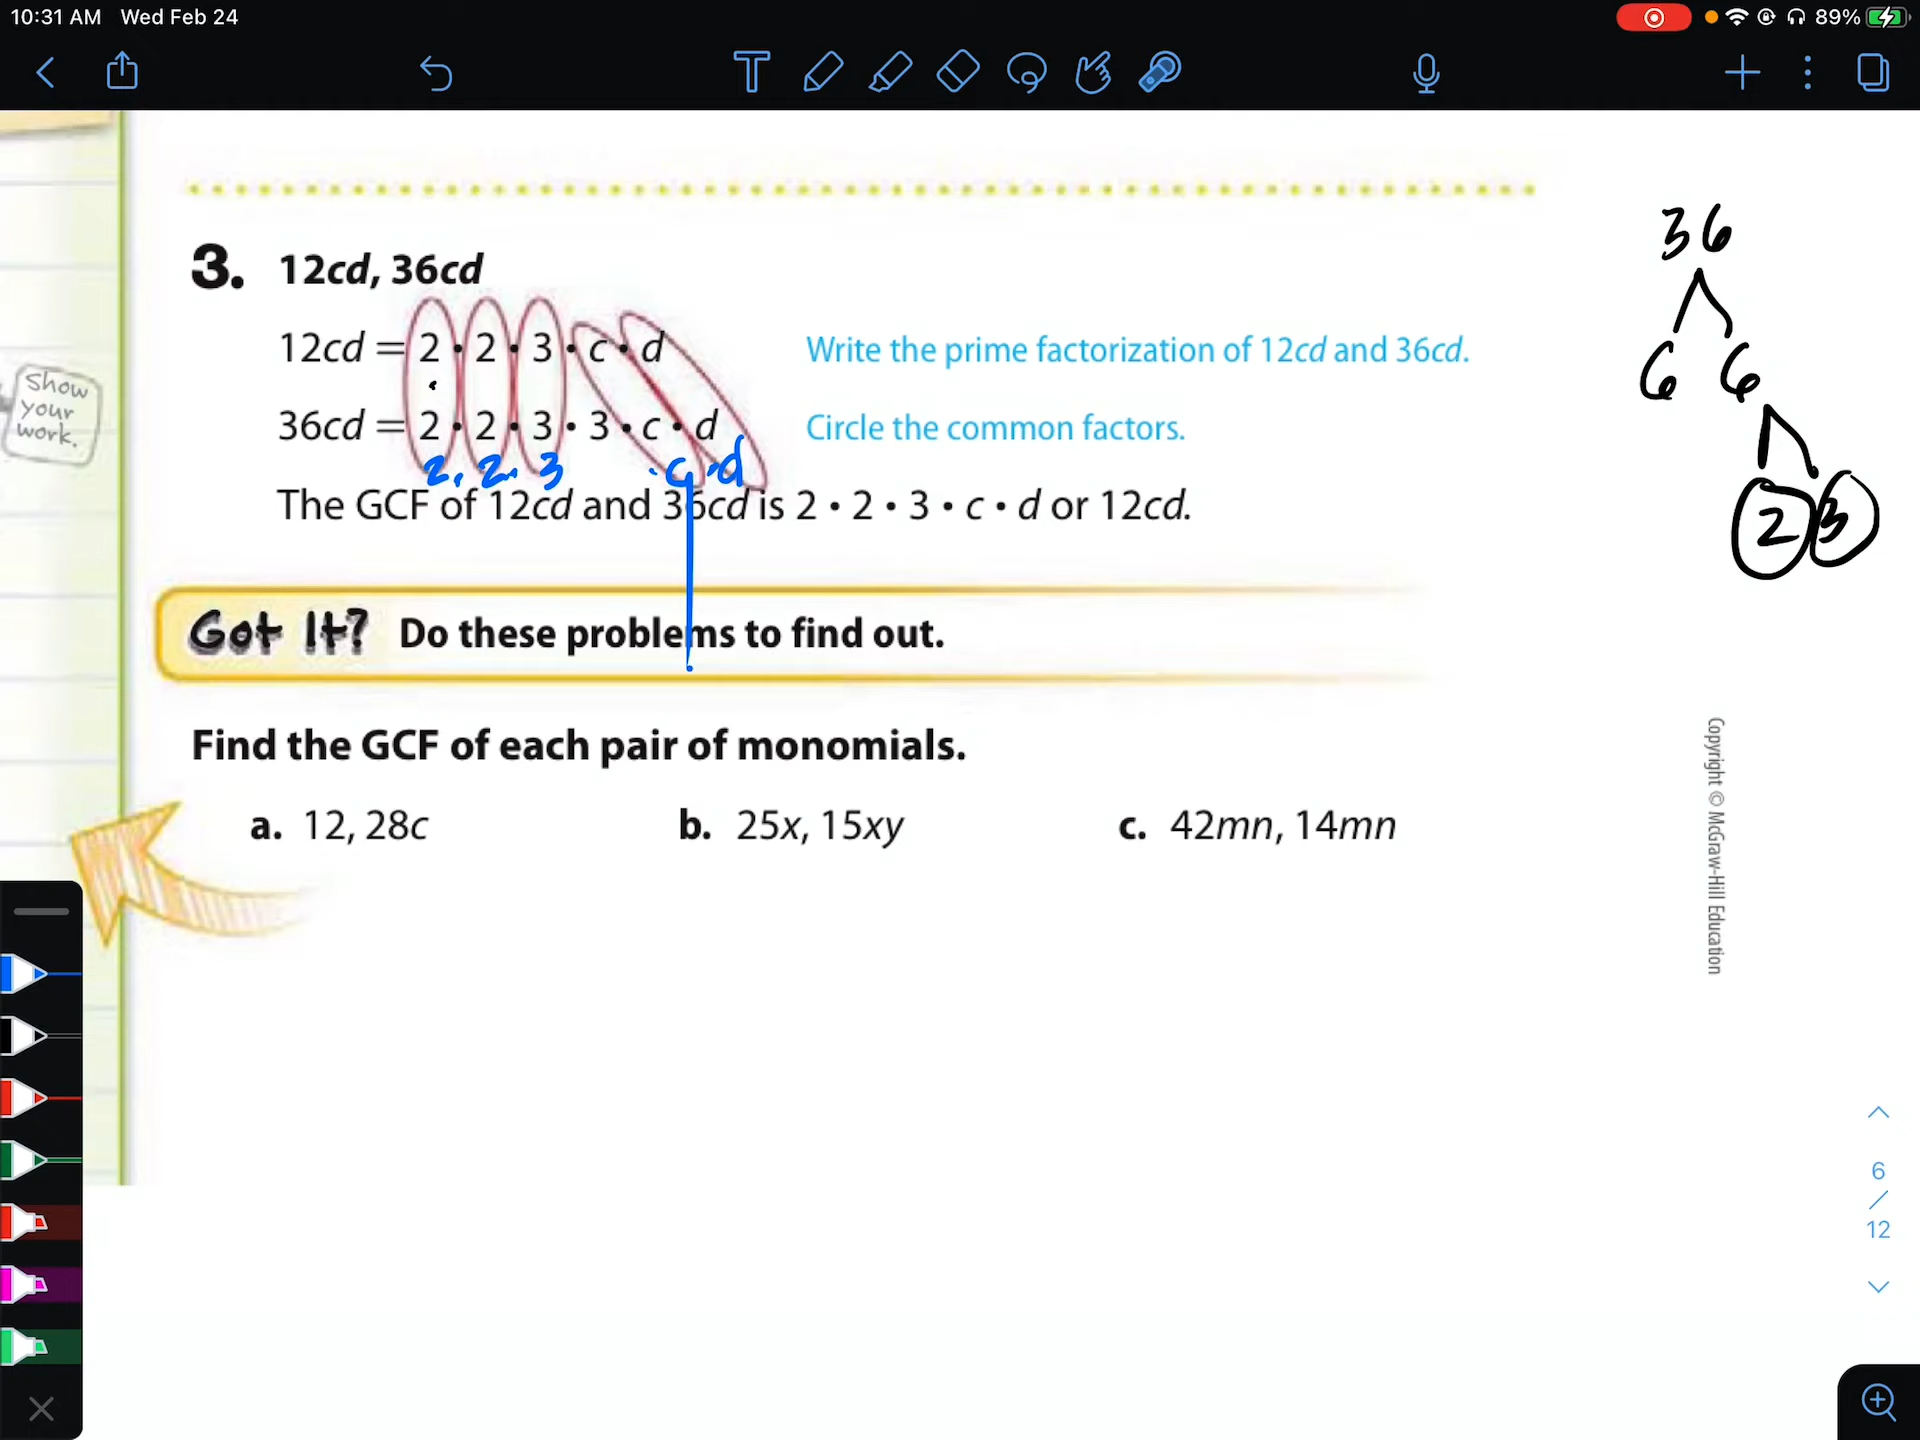 10:31 AM Wed Feb 24
89%
3. 12cd, 36cd
12cd = 2 • 2 • 3 • c • d
Write the prime factorization of 12cd and 36cd.
36cd = 2 • 2 • 3 • 3 • c • d
Circle the common factors.
2 . 2 . 3 . c . d
The GCF of 12cd and 36cd is 2 • 2 • 3 • c • d or 12cd.
Show
your
work.
36
6 6
2 3
Got It? Do these problems to find out.
Find the GCF of each pair of monomials.
a. 12, 28c
b. 25x, 15xy
c. 42mn, 14mn
Copyright © McGraw-Hill Education
6
/
12